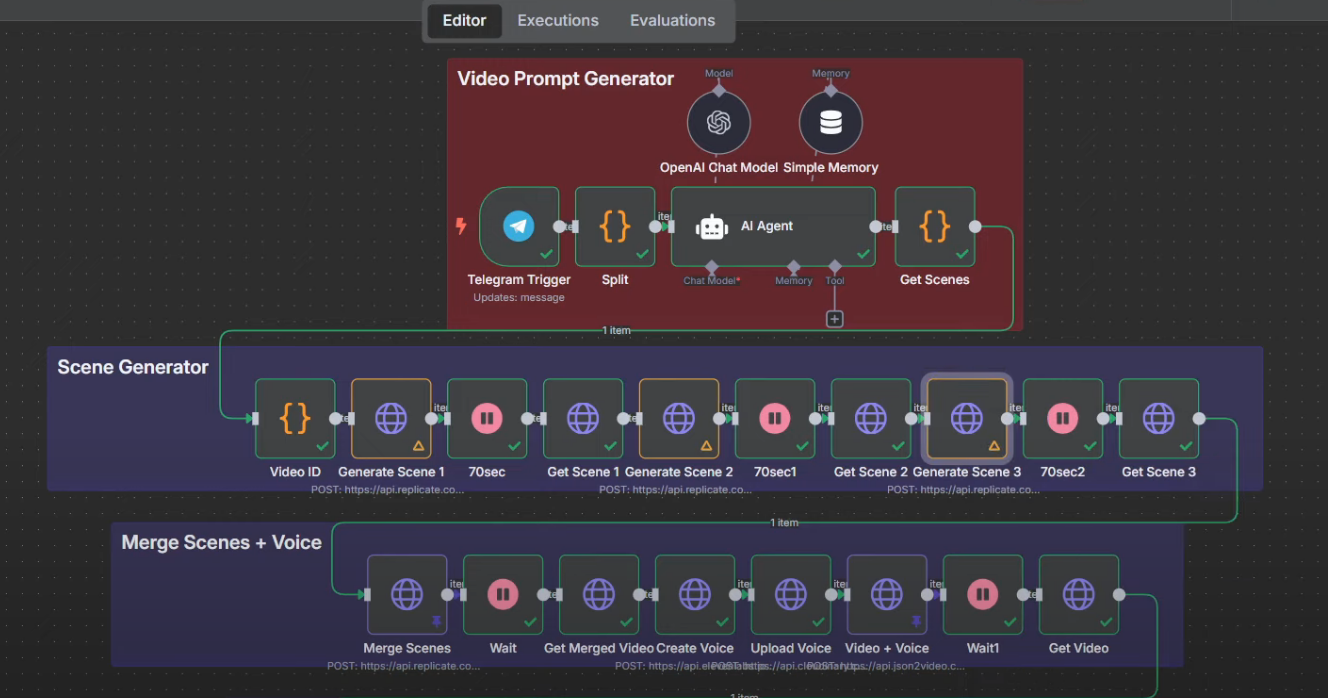 Editor Executions Evaluations
Video Prompt Generator
Model Memory
OpenAI Chat Model Simple Memory
AI Agent
Telegram Trigger Split Chat Model* Memory Tool Get Scenes
Updates: message
1 item
Scene Generator
Video ID Generate Scene 1 70sec Get Scene 1 Generate Scene 2 70sec1 Get Scene 2 Generate Scene 3 70sec2 Get Scene 3
POST: https://api.replicate.co... POST: https://api.replicate.co... POST: https://api.replicate.co...
1 item
Merge Scenes + Voice
Merge Scenes Wait Get Merged Video Create Voice Upload Voice Video + Voice Wait1 Get Video
POST: https://api.replicate.co... POST: https://api. https://api. https://api.json2video.c...
1 item